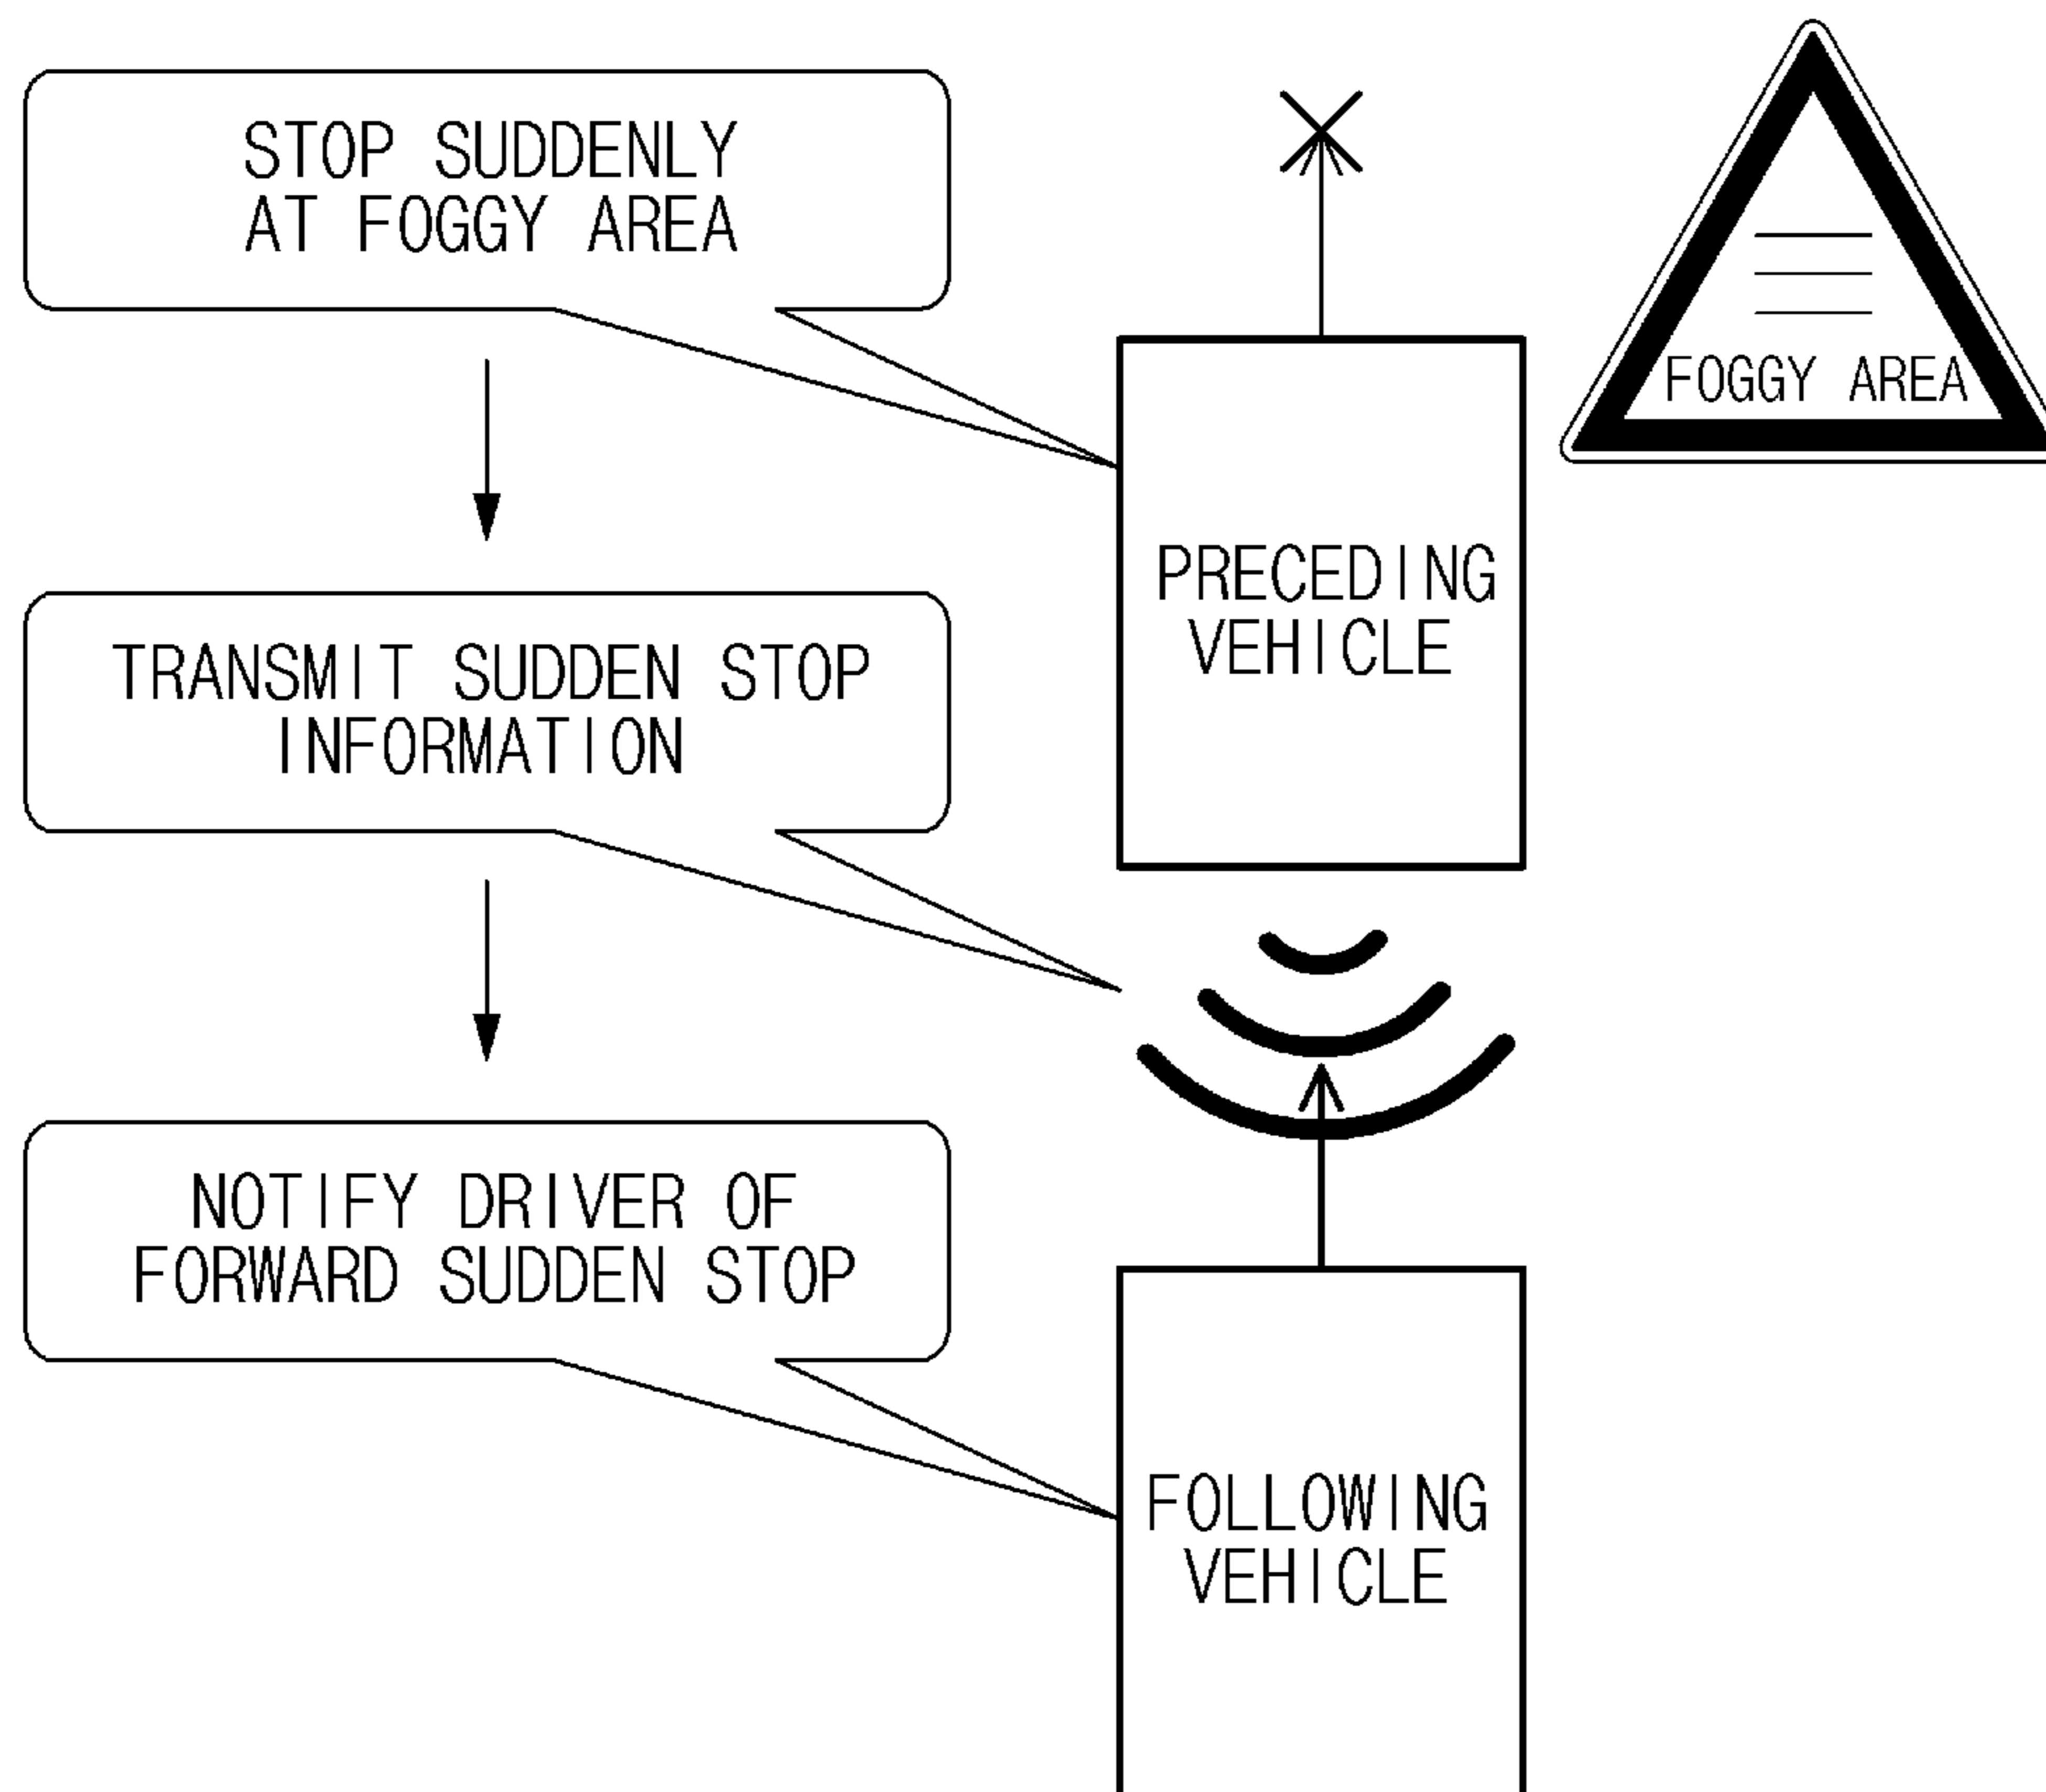 STOP SUDDENLY
AT FOGGY AREA
FOGGY AREA
PRECEDING
VEHICLE
TRANSMIT SUDDEN STOP
INFORMATION
NOTIFY DRIVER OF
FORWARD SUDDEN STOP
FOLLOWING
VEHICLE